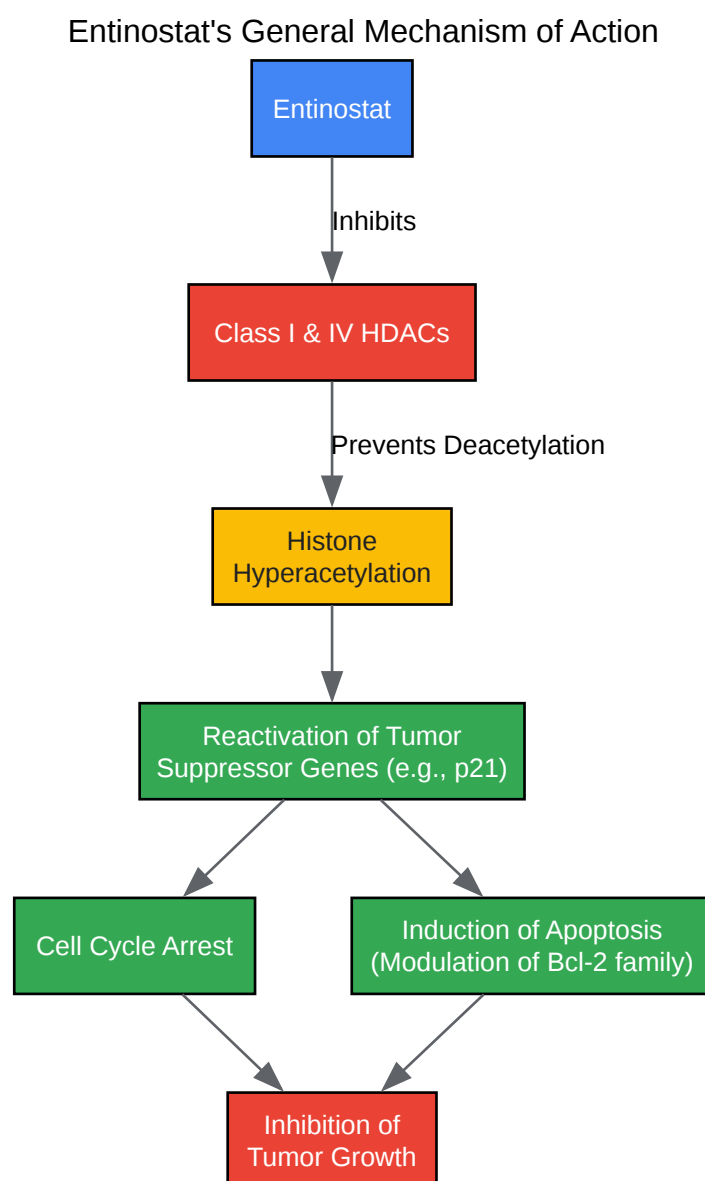 Entinostat's General Mechanism of Action
Entinostat
Inhibits
Class I & IV HDACs
Prevents Deacetylation
Histone
Hyperacetylation
Reactivation of Tumor
Suppressor Genes (e.g., p21)
Cell Cycle Arrest
Induction of Apoptosis
(Modulation of Bcl-2 family)
Inhibition of
Tumor Growth